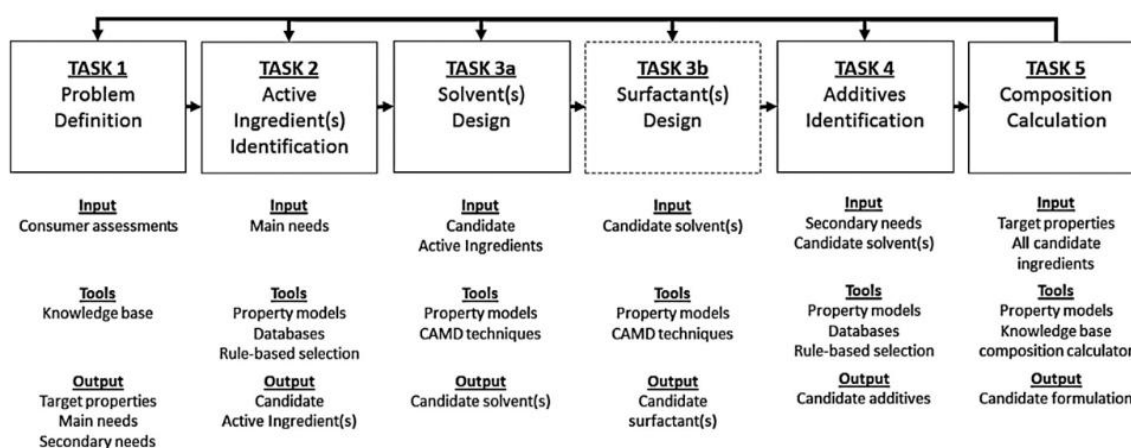 TASK 1
Problem
Definition
TASK 2
Active
Ingredient(s)
Identification
TASK 3a
Solvent(s)
Design
TASK 3b
Surfactant(s)
Design
TASK 4
Additives
Identification
TASK 5
Composition
Calculation
Input
Consumer assessments
Input
Main needs
Input
Candidate
Active Ingredients
Input
Candidate solvent(s)
Input
Secondary needs
Candidate solvent(s)
Input
Target properties
All candidate
ingredients
Tools
Knowledge base
Tools
Property models
Databases
Rule-based selection
Tools
Property models
CAMD techniques
Tools
Property models
CAMD techniques
Tools
Property models
Databases
Rule-based selection
Tools
Property models
Knowledge base
composition calculator
Output
Target properties
Main needs
Secondary needs
Output
Candidate
Active Ingredient(s)
Output
Candidate solvent(s)
Output
Candidate
surfactant(s)
Output
Candidate additives
Output
Candidate formulation